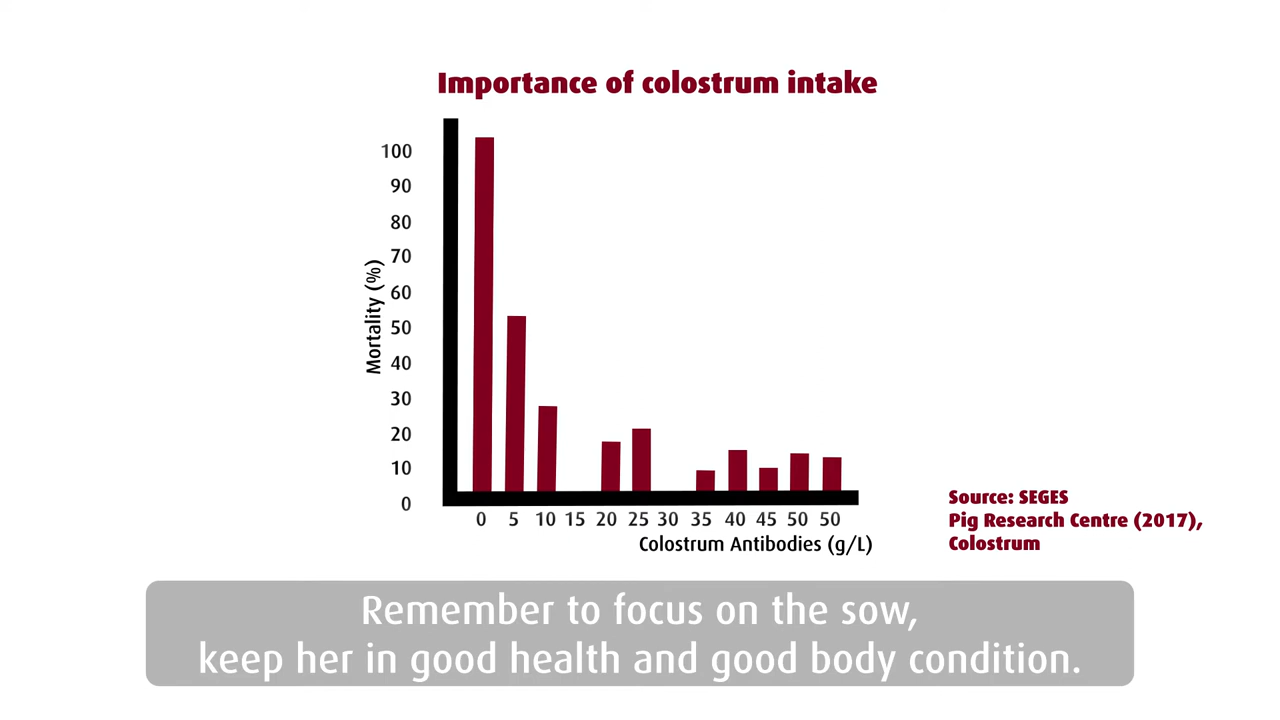 Importance of colostrum intake
100
90
80
70
60
50
40
30
20
10
0
Mortality (%)
0 5 10 15 20 25 30 35 40 45 50 50
Colostrum Antibodies (g/L)
Source: SEGES
Pig Research Centre (2017),
Colostrum
Remember to focus on the sow,
keep her in good health and good body condition.